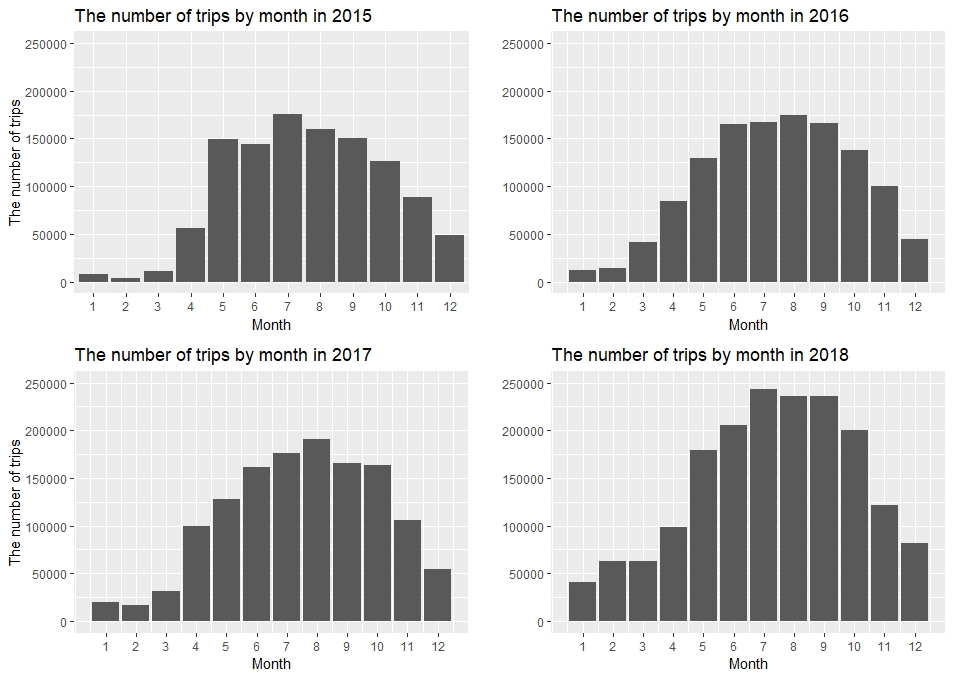 The number of trips by month in 2015
The number of trips
250000
200000
150000
100000
50000
0
1 2 3 4 5 6 7 8 9 10 11 12
Month
The number of trips by month in 2016
250000
200000
150000
100000
50000
0
1 2 3 4 5 6 7 8 9 10 11 12
Month
The number of trips by month in 2017
The number of trips
250000
200000
150000
100000
50000
0
1 2 3 4 5 6 7 8 9 10 11 12
Month
The number of trips by month in 2018
250000
200000
150000
100000
50000
0
1 2 3 4 5 6 7 8 9 10 11 12
Month